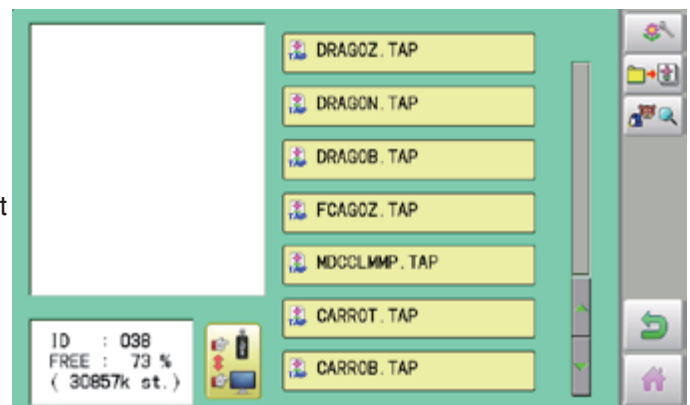 DRAGOZ.TAP
DRAGON.TAP
DRAGOB.TAP
t
FCAGOZ.TAP
MDCCLMMP.TAP
CARROT.TAP
CARROB.TAP
ID : 038
FREE : 73 %
( 30857k st.)